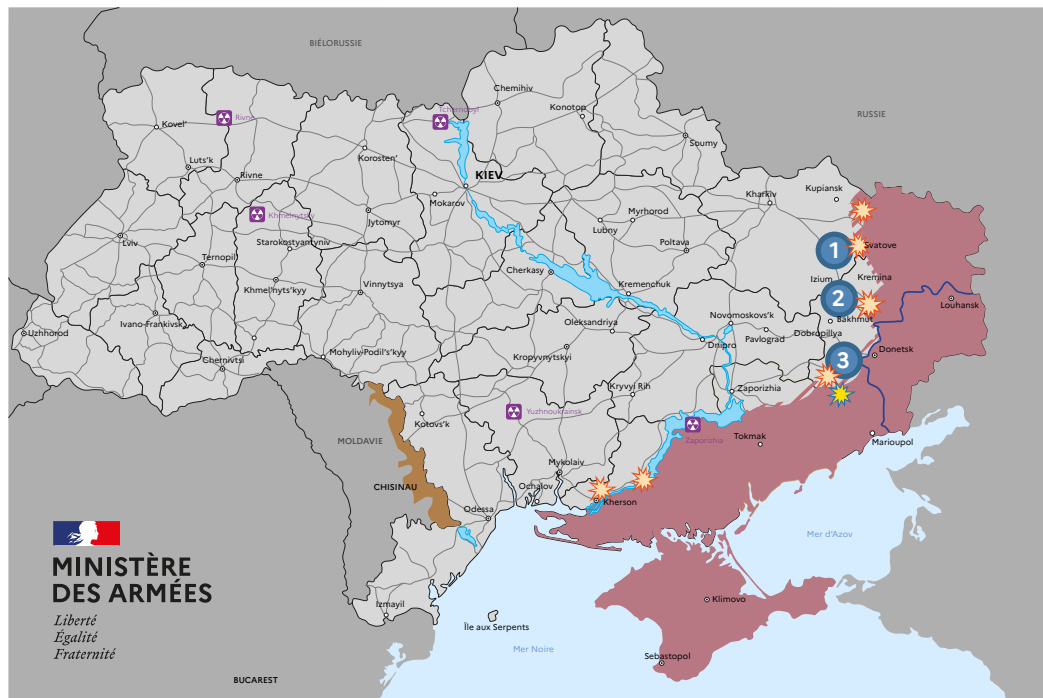 BIÉLORUSSIE
RUSSIE
Tchernobyl
Chernihiv
Konotop
Kovel'
Rivne
Soumy
Korosten'
Luts'k
Rivne
KIEV
Mokarov
Kharkiv
Kupiansk
Khmelnytsky
Jytomyr
Myrhorod
Lubny
Lviv
Starokostyantyniv
Poltava
1
Svatove
Ternopil
Cherkasy
Izium
Kremina
Khmel'nyts'kyy
Vinnytsya
Kremenchuk
2
Louhansk
Ivano-Frankivsk
Oleksandriya
Novomoskovs'k
Bakhmut
Uzhhorod
Dobropillya
Pavlograd
Dnipro
Mohyliv-Podil's'kyy
Kropyvnytskyi
Donetsk
Chernivtsi
3
Kryvyi Rih
Zaporizhia
Yuzhnoukrainsk
Kotovs'k
MOLDAVIE
Zaporizhia
Tokmak
Marioupol
Mykolaiv
CHISINAU
Ochalov
Kherson
Odessa
Mer d'Azov
MINISTÈRE
DES ARMÉES
Liberté
Égalité
Fraternité
Izmayil
Île aux Serpents
Klimovo
Mer Noire
Sebastopol
BUCAREST